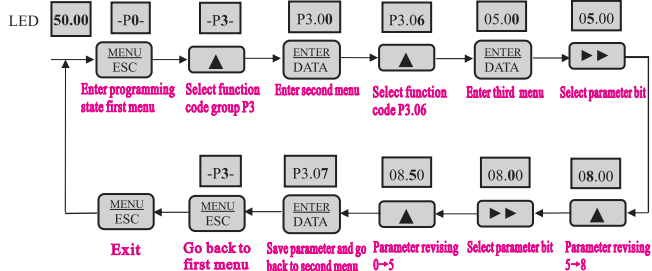 LED 50.00 -P0- -P3- P3.00 P3.06 05.00 05.00
MENU ENTER ENTER
ESC DATA DATA
Enter programming Select function Enter second menu Select function Enter third menu Select parameter bit
state first menu code group P3 code P3.06
-P3- P3.07 08.50 08.00 08.00
MENU MENU ENTER
ESC ESC DATA
Exit Go back to Save parameter and go Parameter revising Select parameter bit Parameter revising
first menu back to second menu 0→5 5→8